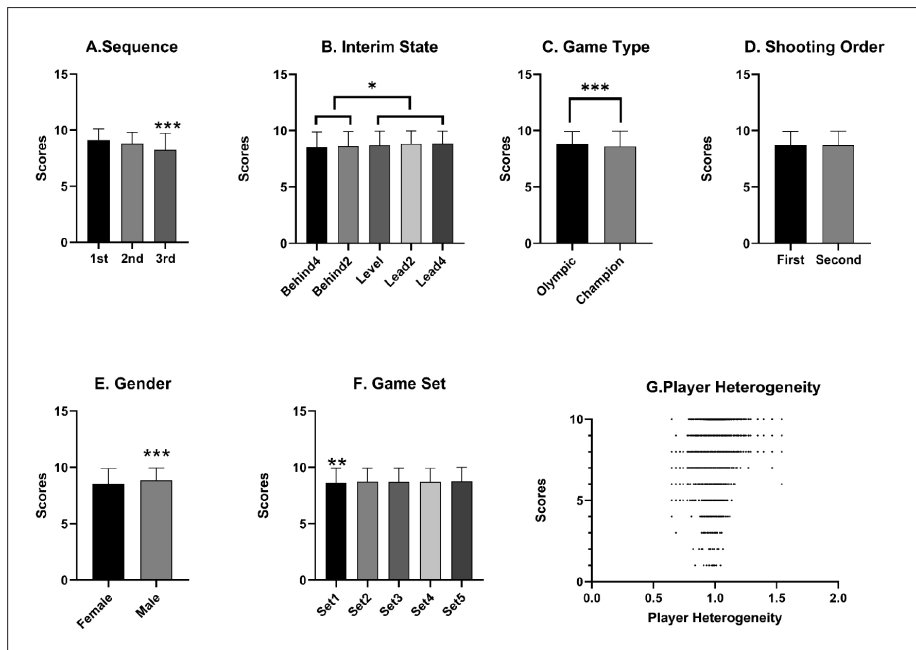 A.Sequence
15
10
5
0
Scores
***
1st 2nd 3rd
B. Interim State
15
10
5
0
Scores
*
Behind4 Behind2 Level Lead2 Lead4
C. Game Type
15
10
5
0
Scores
***
Olympic Champion
D. Shooting Order
15
10
5
0
Scores
First Second
E. Gender
15
10
5
0
Scores
***
Female Male
F. Game Set
15
10
5
0
Scores
**
Set1 Set2 Set3 Set4 Set5
G.Player Heterogeneity
10
5
0
Scores
0.0 0.5 1.0 1.5 2.0
Player Heterogeneity